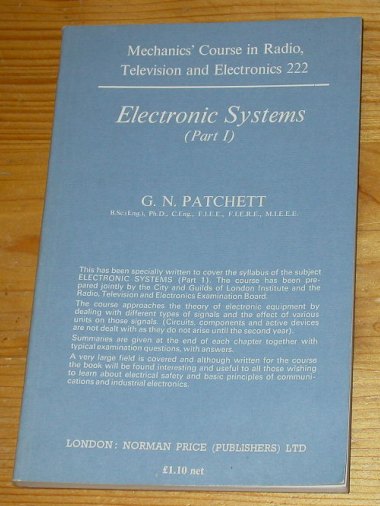 Mechanics' Course in Radio,
Television and Electronics 222
Electronic Systems
(Part I)
G. N. PATCHETT
B.Sc.(Eng.), Ph.D., C.Eng., F.I.E.E., F.I.E.R.E., M.I.E.E.E.
This has been specially written to cover the syllabus of the subject
ELECTRONIC SYSTEMS (Part 1). The course has been pre-
pared jointly by the City and Guilds of London Institute and the
Radio, Television and Electronics Examination Board.
The course approaches the theory of electronic equipment by
dealing with different types of signals and the effect of various
units on those signals. (Circuits, components and active devices
are not dealt with as they do not arise until the second year).
Summaries are given at the end of each chapter together with
typical examination questions, with answers.
A very large field is covered and although written for the course
the book will be found interesting and useful to all those wishing
to learn about electrical safety and basic principles of communi-
cations and industrial electronics.
LONDON: NORMAN PRICE (PUBLISHERS) LTD
£1.10 net